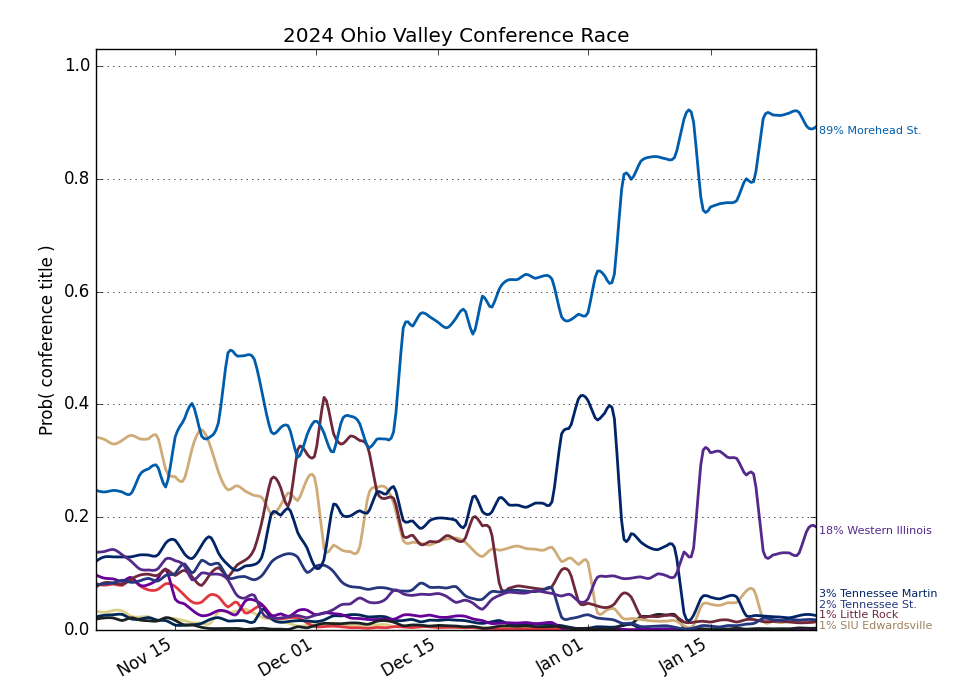 2024 Ohio Valley Conference Race
Prob( conference title )
1.0
0.8
0.6
0.4
0.2
0.0
89% Morehead St.
18% Western Illinois
3% Tennessee Martin
2% Tennessee St.
1% Little Rock
1% SIU Edwardsville
Nov 15
Dec 01
Dec 15
Jan 01
Jan 15